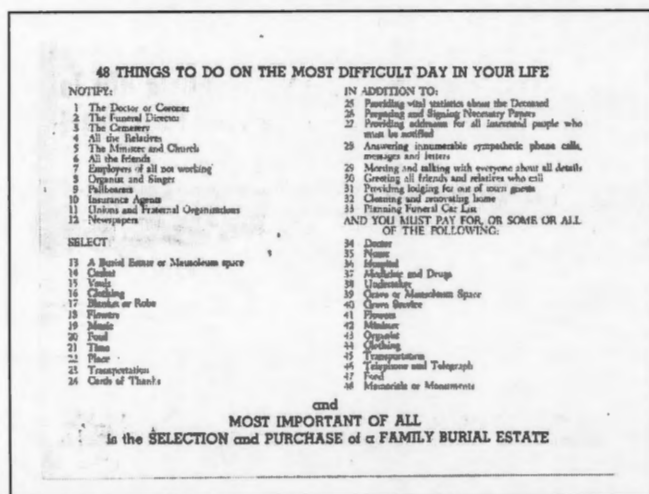 48 THINGS TO DO ON THE MOST DIFFICULT DAY IN YOUR LIFE
NOTIFY:
1 The Doctor or Coroner
2 The Funeral Director
3 The Cemetery
4 All the Relatives
5 The Minister and Church
6 All the friends
7 Employers of all not working
8 Organist and Singer
9 Pallbearers
10 Insurance Agents
11 Unions and Fraternal Organizations
12 Newspapers
SELECT:
13 A Burial Estate or Mausoleum space
14 Casket
15 Vault
16 Clothing
17 Blanket or Robe
18 Flowers
19 Music
20 Food
21 Time
22 Place
23 Transportation
24 Cards of Thanks
IN ADDITION TO:
25 Providing vital statistics about the Deceased
26 Preparing and Signing Necessary Papers
27 Providing addresses for all interested people who
must be notified
28 Answering innumerable sympathetic phone calls,
messages and letters
29 Meeting and talking with everyone about all details
30 Greeting all friends and relatives who call
31 Providing lodging for out of town guests
32 Cleaning and renovating home
33 Planning Funeral Car List
AND YOU MUST PAY FOR, OR SOME OR ALL
OF THE FOLLOWING:
34 Doctor
35 Nurse
36 Hospital
37 Medicine and Drugs
38 Undertaker
39 Grave or Mausoleum Space
40 Grave Service
41 Flowers
42 Minister
43 Organist
44 Clothing
45 Transportation
46 Telephone and Telegraph
47 Food
48 Memorials or Monuments
and
MOST IMPORTANT OF ALL
is the SELECTION and PURCHASE of a FAMILY BURIAL ESTATE